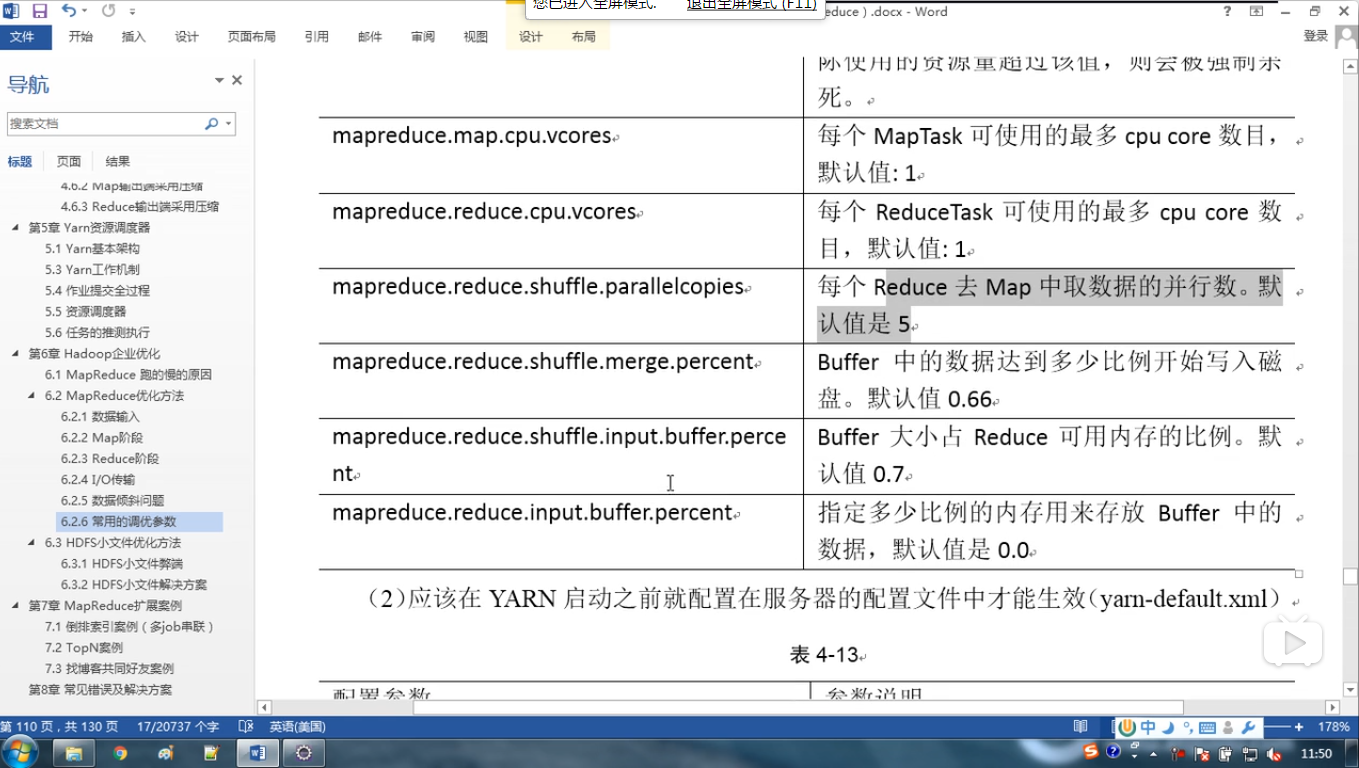 您已进入全屏模式. 退出全屏模式 (F11)
educe ) .docx - Word
文件 开始 插入 设计 页面布局 引用 邮件 审阅 视图 设计 布局 登录
导航
搜索文档
标题 页面 结果
4.6.2 Map输出端采用压缩
4.6.3 Reduce输出端采用压缩
第5章 Yarn资源调度器
5.1 Yarn基本架构
5.3 Yarn工作机制
5.4 作业提交全过程
5.5 资源调度器
5.6 任务的推测执行
第6章 Hadoop企业优化
6.1 MapReduce 跑的慢的原因
6.2 MapReduce优化方法
6.2.1 数据输入
6.2.2 Map阶段
6.2.3 Reduce阶段
6.2.4 I/O传输
6.2.5 数据倾斜问题
6.2.6 常用的调优参数
6.3 HDFS小文件优化方法
6.3.1 HDFS小文件弊端
6.3.2 HDFS小文件解决方案
第7章 MapReduce扩展案例
7.1 倒排索引案例（多job串联）
7.2 TopN案例
7.3 找博客共同好友案例
第8章 常见错误及解决方案
际使用的资源量超过该值，则会被强制杀
死。
mapreduce.map.cpu.vcores
每个 MapTask 可使用的最多 cpu core 数目，
默认值: 1
mapreduce.reduce.cpu.vcores
每个 ReduceTask 可使用的最多 cpu core 数
目，默认值: 1
mapreduce.reduce.shuffle.parallelcopies
每个 Reduce 去 Map 中取数据的并行数。默
认值是 5
mapreduce.reduce.shuffle.merge.percent
Buffer 中的数据达到多少比例开始写入磁
盘。默认值 0.66
mapreduce.reduce.shuffle.input.buffer.perce
nt
Buffer 大小占 Reduce 可用内存的比例。默
认值 0.7
mapreduce.reduce.input.buffer.percent
指定多少比例的内存用来存放 Buffer 中的
数据，默认值是 0.0
（2）应该在 YARN 启动之前就配置在服务器的配置文件中才能生效（yarn-default.xml）
表 4-13
配置参数 参数说明
第 110 页，共 130 页 17/20737 个字 英语(美国) 中 178%
11:50